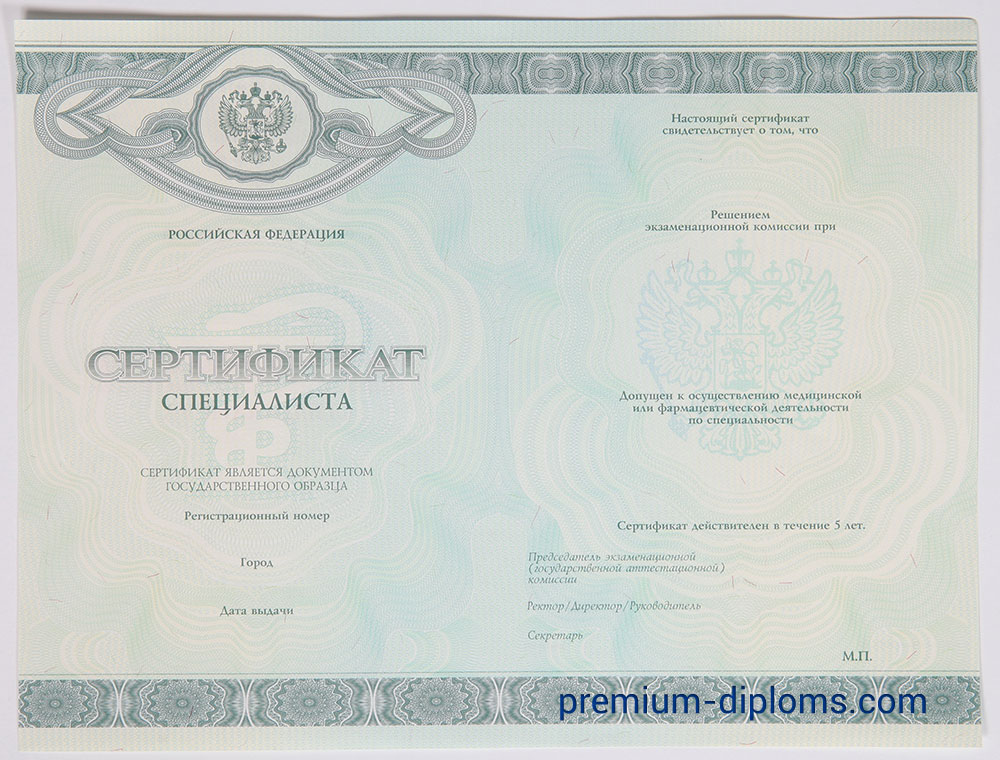 РОССИЙСКАЯ ФЕДЕРАЦИЯ
СЕРТИФИКАТ
СПЕЦИАЛИСТА
СЕРТИФИКАТ ЯВЛЯЕТСЯ ДОКУМЕНТОМ
ГОСУДАРСТВЕННОГО ОБРАЗЦА
Регистрационный номер
Город
Дата выдачи
Настоящий сертификат
свидетельствует о том, что
Решением
экзаменационной комиссии при
Допущен к осуществлению медицинской
или фармацевтической деятельности
по специальности
Сертификат действителен в течение 5 лет.
Председатель экзаменационной
(государственной аттестационной)
комиссии
Ректор/Директор/Руководитель
Секретарь
М.П.
premium-diploms.com